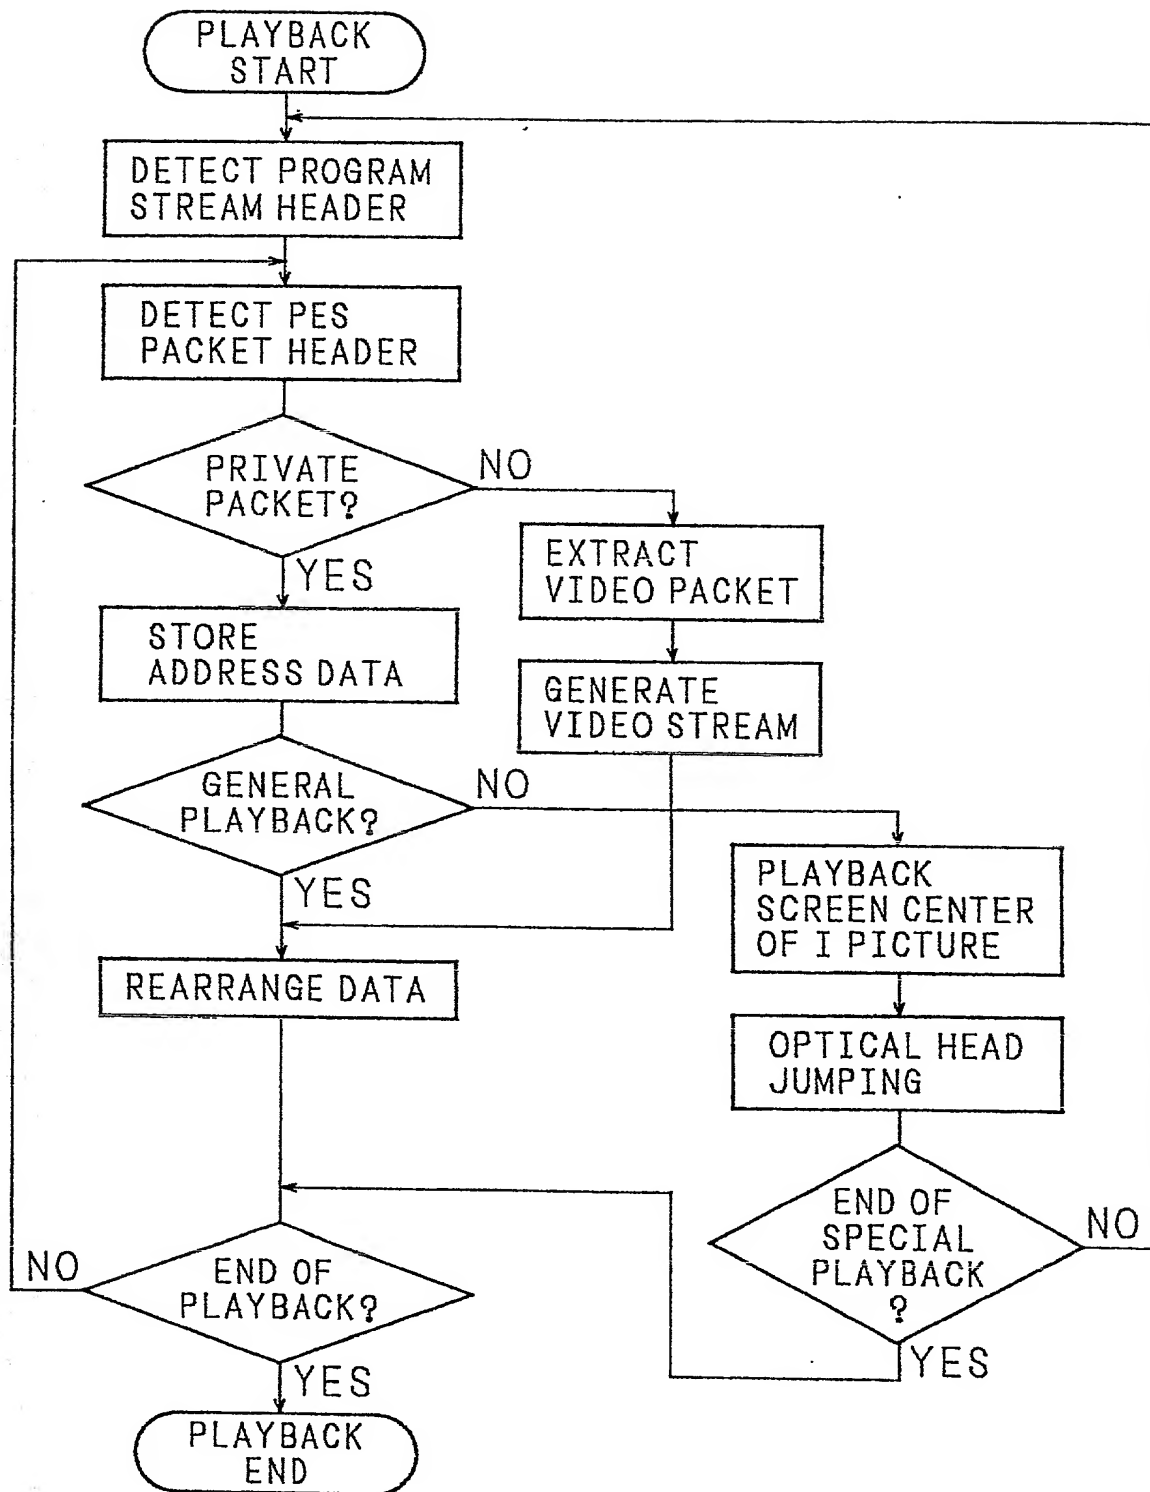 PLAYBACK
START
DETECT PROGRAM
STREAM HEADER
DETECT PES
PACKET HEADER
PRIVATE
PACKET?
NO
YES
EXTRACT
VIDEO PACKET
STORE
ADDRESS DATA
GENERATE
VIDEO STREAM
GENERAL
PLAYBACK?
NO
YES
PLAYBACK
SCREEN CENTER
OF I PICTURE
REARRANGE DATA
OPTICAL HEAD
JUMPING
END OF
SPECIAL
PLAYBACK
?
NO
YES
END OF
PLAYBACK?
NO
YES
PLAYBACK
END